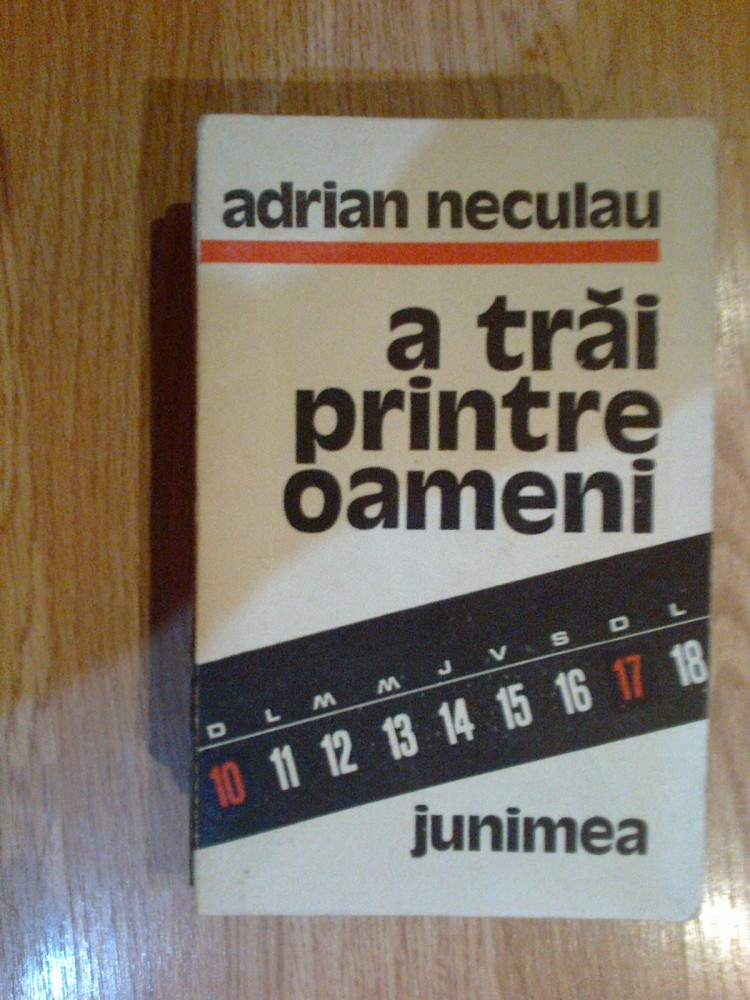 adrian neculau
a trăi
printre
oameni
D L M M J V S D L
10 11 12 13 14 15 16 17 18
junimea